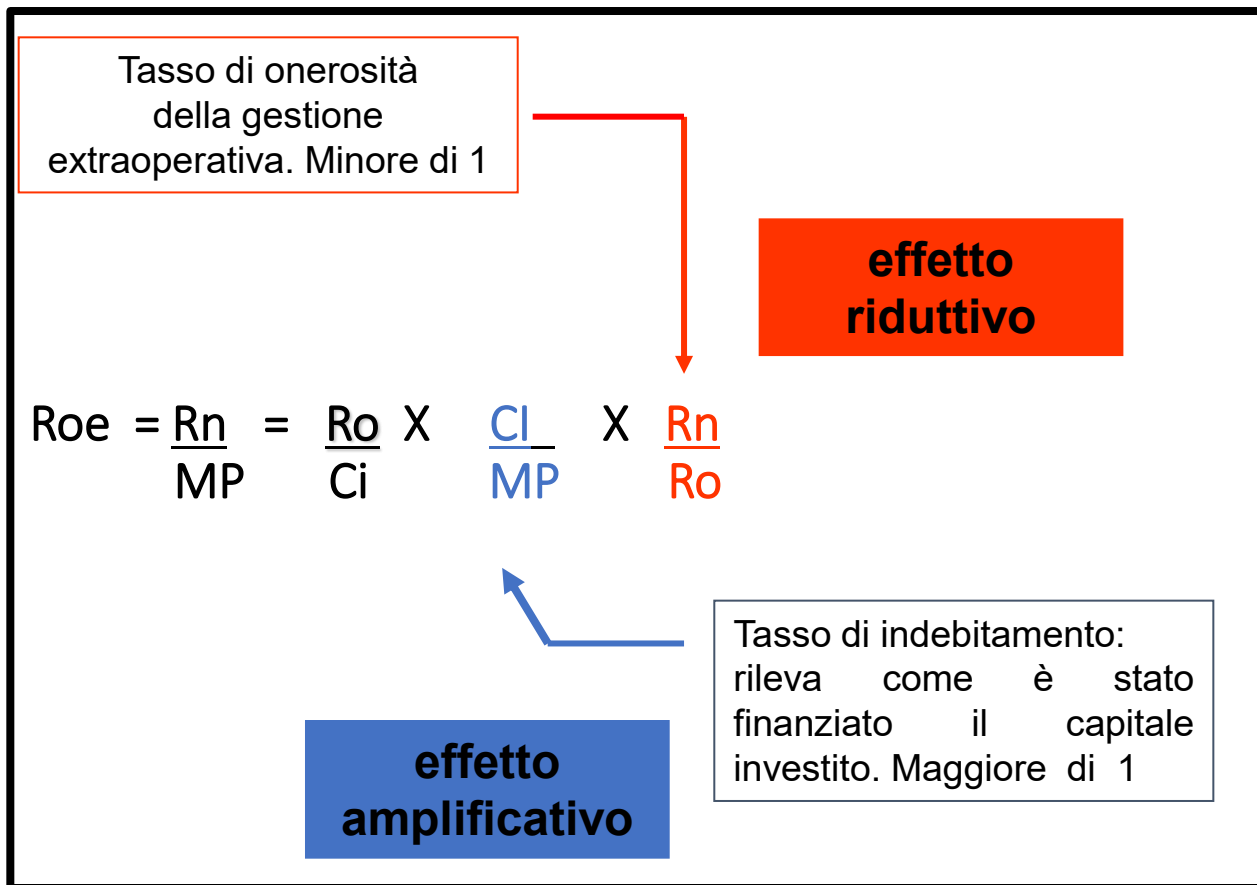 Tasso di onerosità
della gestione
extraoperativa. Minore di 1
effetto
riduttivo
Roe = Rn = Ro X CI X Rn
MP Ci MP Ro
Tasso di indebitamento:
rileva come è stato
finanziato il capitale
investito. Maggiore di 1
effetto
amplificativo